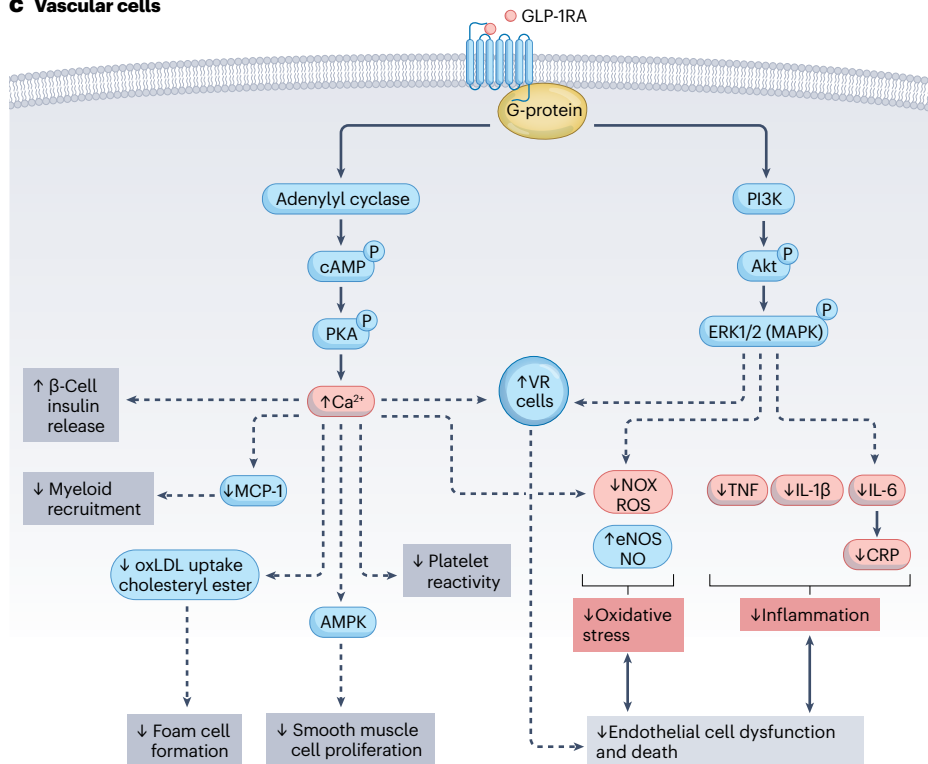 c Vascular cells
GLP-1RA
G-protein
Adenylyl cyclase
PI3K
P
cAMP
P
Akt
P
PKA
P
ERK1/2 (MAPK)
↑ β-Cell
insulin
release
↑Ca²⁺
↑VR
cells
↓ Myeloid
recruitment
↓MCP-1
↓NOX
ROS
↓TNF
↓IL-1β
↓IL-6
↑eNOS
NO
↓CRP
↓ oxLDL uptake
cholesteryl ester
↓ Platelet
reactivity
AMPK
↓Oxidative
stress
↓Inflammation
↓ Foam cell
formation
↓ Smooth muscle
cell proliferation
↓Endothelial cell dysfunction
and death